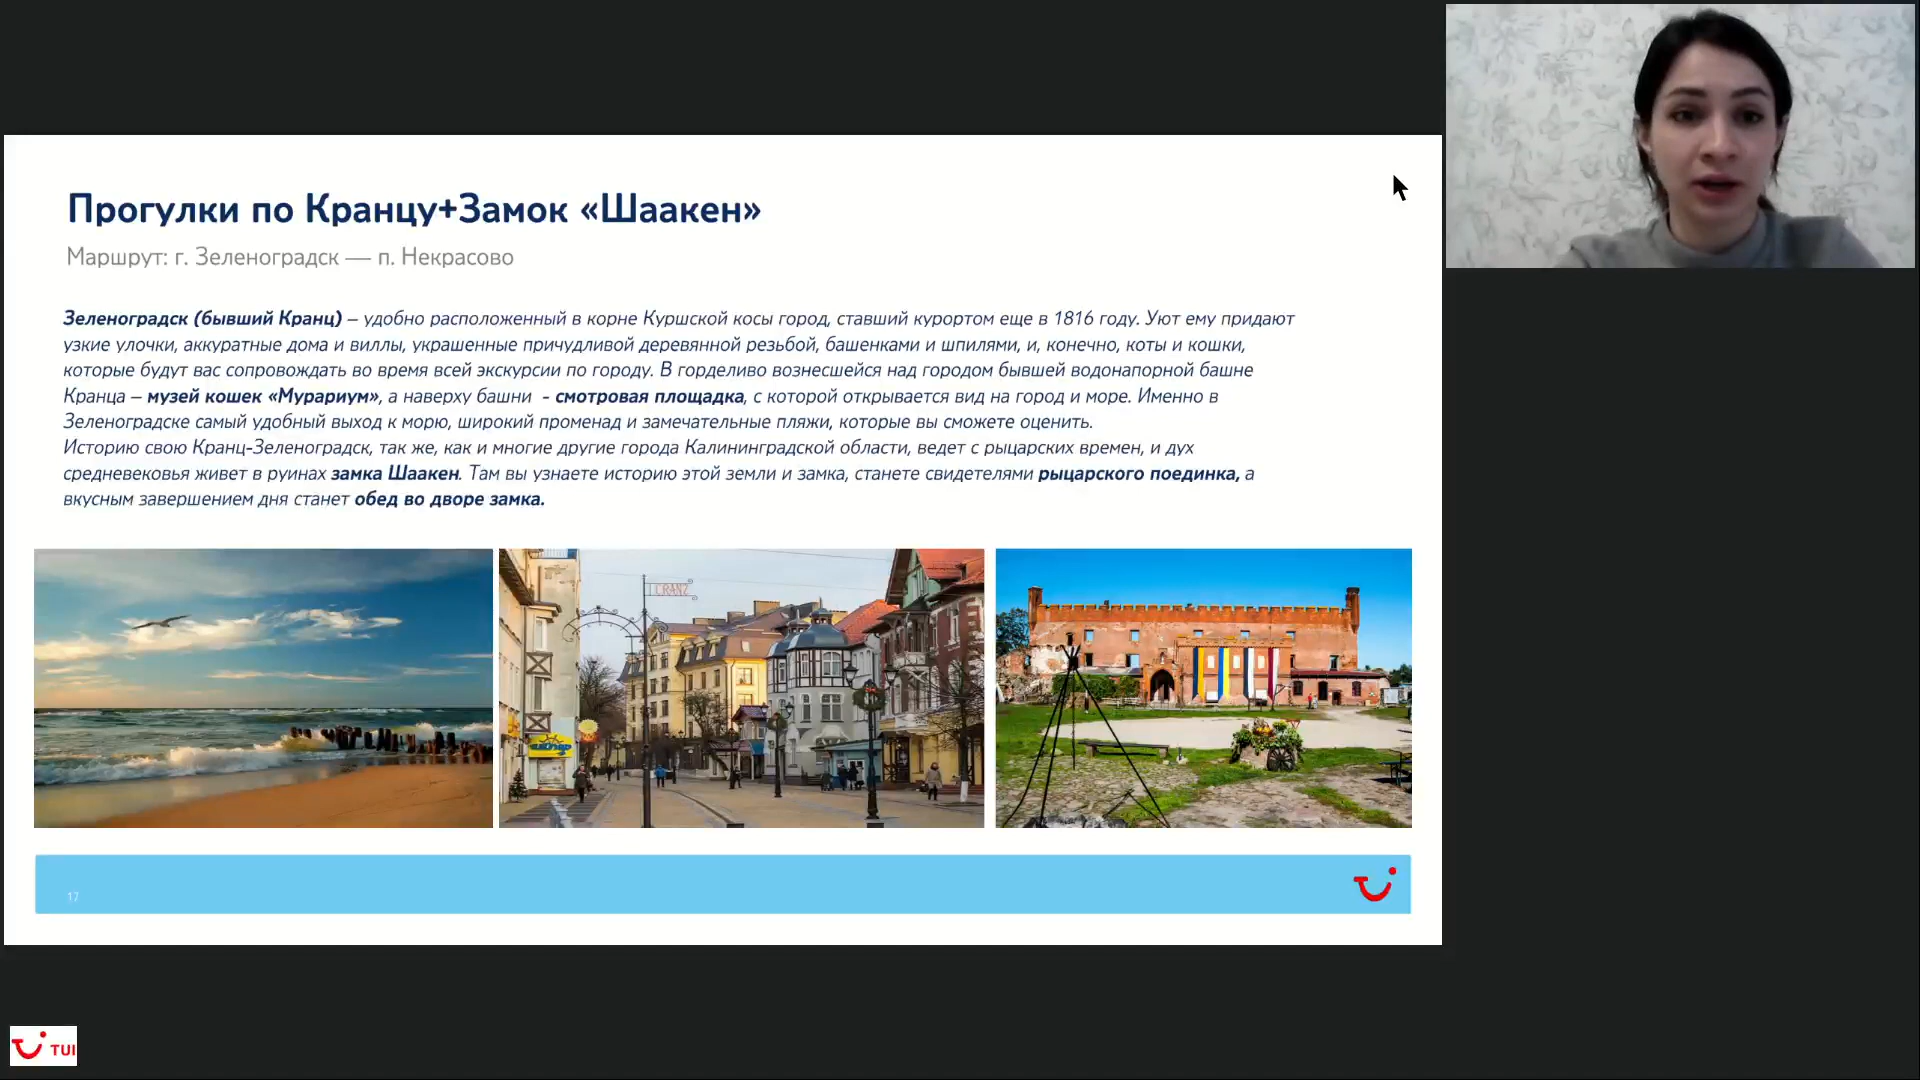 Прогулки по Кранцу+Замок «Шаакен»
Маршрут: г. Зеленоградск — п. Некрасово
Зеленоградск (бывший Кранц) – удобно расположенный в корне Куршской косы город, ставший курортом еще в 1816 году. Уют ему придают
узкие улочки, аккуратные дома и виллы, украшенные причудливой деревянной резьбой, башенками и шпилями, и, конечно, коты и кошки,
которые будут вас сопровождать во время всей экскурсии по городу. В горделиво вознесшейся над городом бывшей водонапорной башне
Кранца – музей кошек «Мурариум», а наверху башни - смотровая площадка, с которой открывается вид на город и море. Именно в
Зеленоградске самый удобный выход к морю, широкий променад и замечательные пляжи, которые вы сможете оценить.
Историю свою Кранц-Зеленоградск, так же, как и многие другие города Калининградской области, ведет с рыцарских времен, и дух
средневековья живет в руинах замка Шаакен. Там вы узнаете историю этой земли и замка, станете свидетелями рыцарского поединка, а
вкусным завершением дня станет обед во дворе замка.
CRANZ
17
TUI